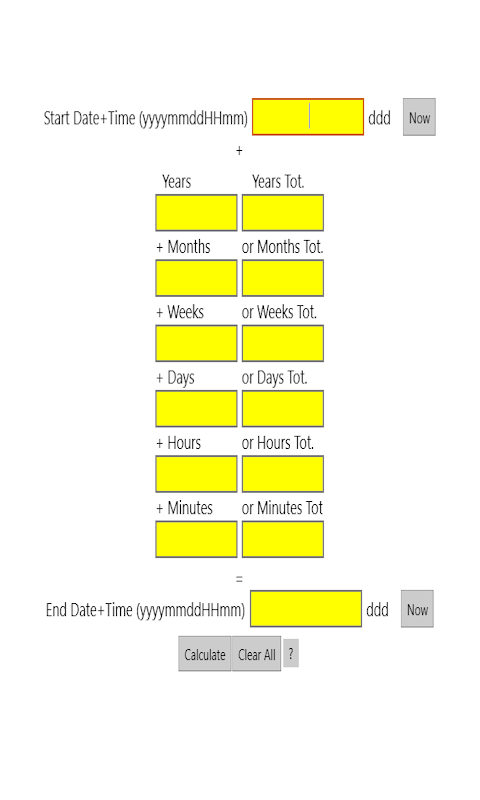 Start Date+Time (yyyymmddHHmm) ddd Now
+
Years Years Tot.
+ Months or Months Tot.
+ Weeks or Weeks Tot.
+ Days or Days Tot.
+ Hours or Hours Tot.
+ Minutes or Minutes Tot
=
End Date+Time (yyyymmddHHmm) ddd Now
Calculate Clear All ?